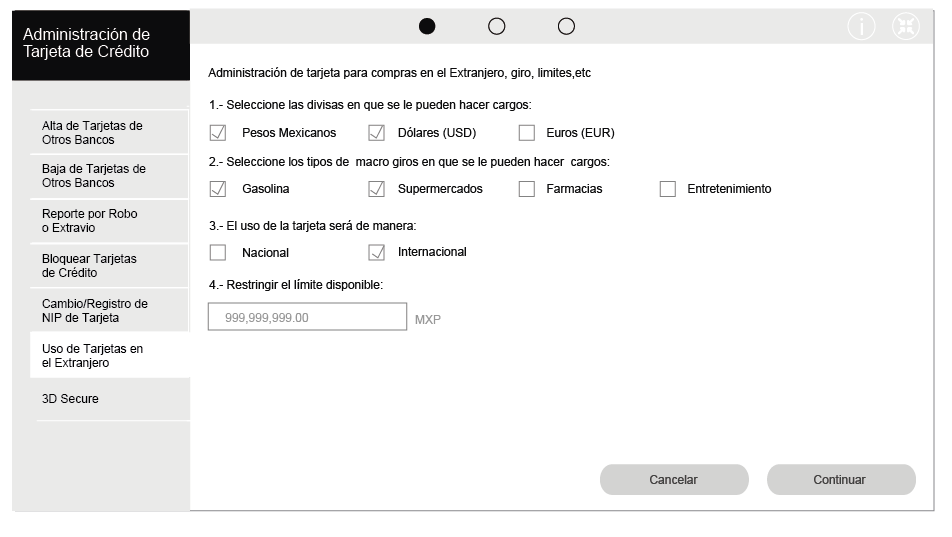 Administración de
Tarjeta de Crédito
i
Administración de tarjeta para compras en el Extranjero, giro, limites,etc
1.- Seleccione las divisas en que se le pueden hacer cargos:
Pesos Mexicanos Dólares (USD) Euros (EUR)
2.- Seleccione los tipos de macro giros en que se le pueden hacer cargos:
Gasolina Supermercados Farmacias Entretenimiento
3.- El uso de la tarjeta será de manera:
Nacional Internacional
4.- Restringir el límite disponible:
999,999,999.00 MXP
Alta de Tarjetas de
Otros Bancos
Baja de Tarjetas de
Otros Bancos
Reporte por Robo
o Extravio
Bloquear Tarjetas
de Crédito
Cambio/Registro de
NIP de Tarjeta
Uso de Tarjetas en
el Extranjero
3D Secure
Cancelar Continuar